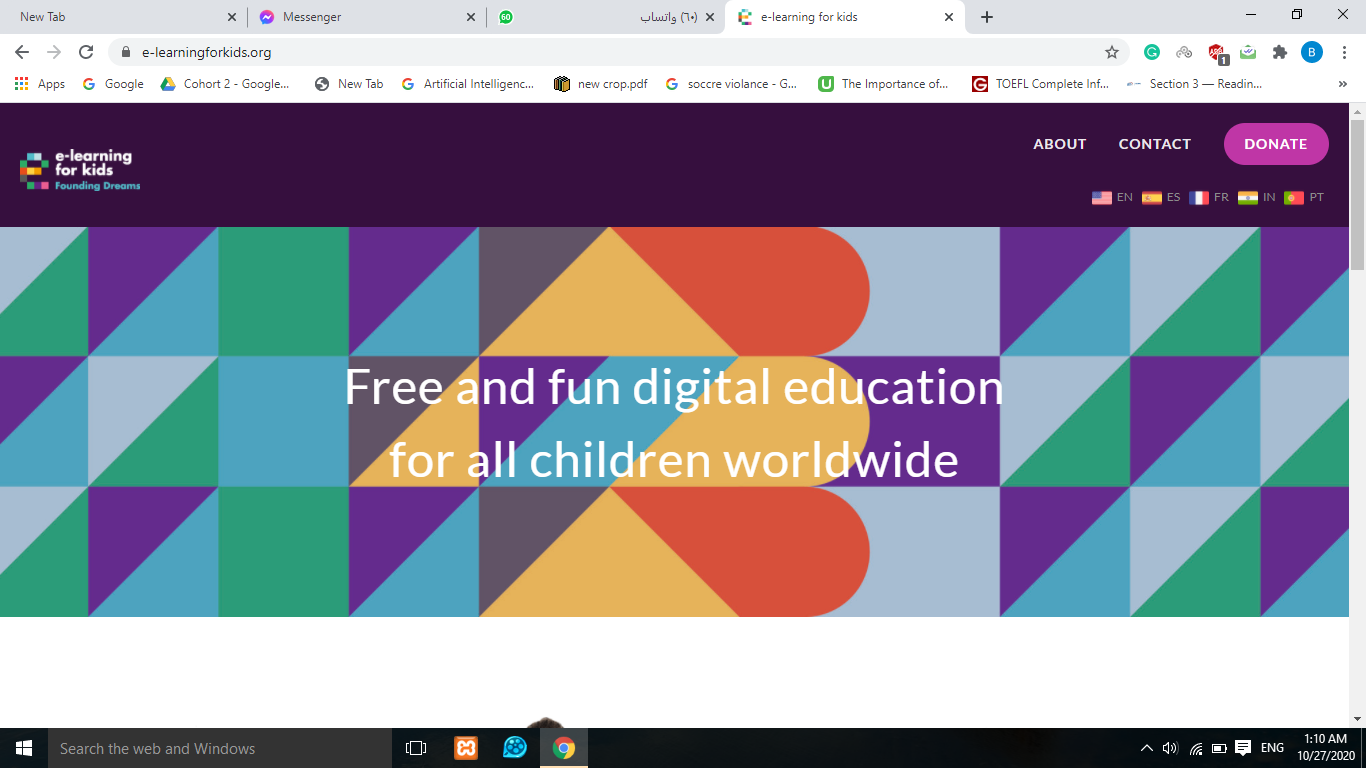 New Tab
Messenger
60
(٦٠) واتساب
e-learning for kids
e-learningforkids.org
1
B
Apps
Google
Cohort 2 - Google...
New Tab
Artificial Intelligenc...
new crop.pdf
soccre violance - G...
The Importance of...
TOEFL Complete Inf...
Section 3 — Readin...
»
ABOUT
CONTACT
DONATE
e-learning
for kids
Founding Dreams
EN
ES
FR
IN
PT
Free and fun digital education
for all children worldwide
Search the web and Windows
ENG
1:10 AM
10/27/2020